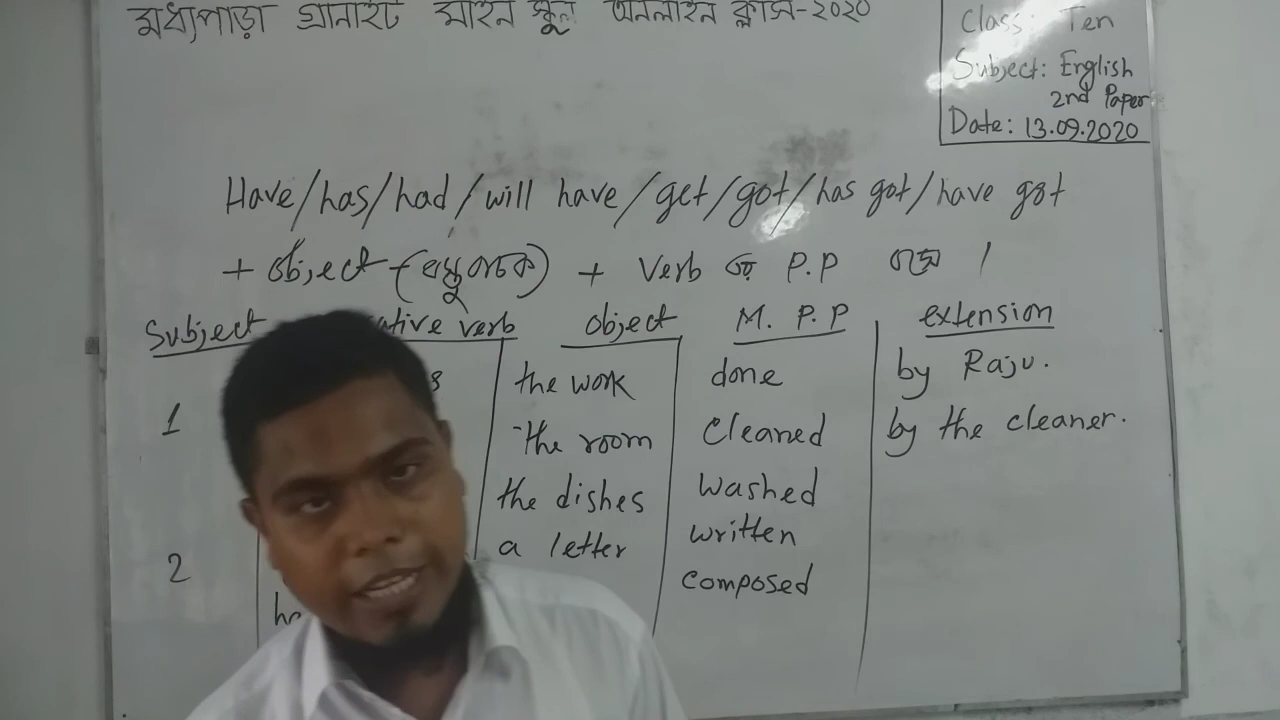 মধ্যপাড়া গ্রানাইট মাইন স্কুল অনলাইন ক্লাস-২০২০
Class: Ten
Subject: English
2nd Paper
Date: 13.09.2020
Have/has/had/will have/get/got/has got/have got
+ object (বস্তুবাচক) + Verb এর P.P হবে।
Subject ative verb object M. P. P extension
1 the work done by Raju.
the room Cleaned by the cleaner.
the dishes washed
2 a letter written
composed